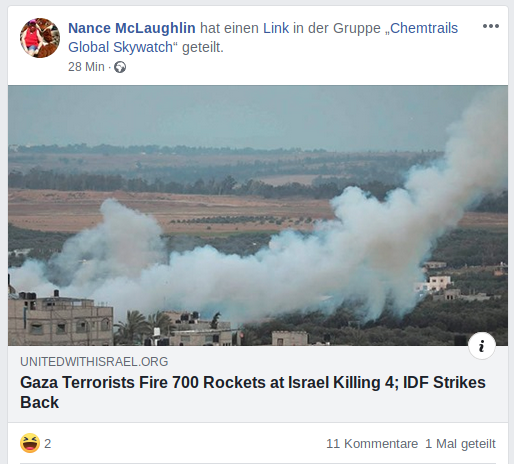 Nance McLaughlin hat einen Link in der Gruppe „Chemtrails
Global Skywatch“ geteilt.
28 Min ·
UNITEDWITHISRAEL.ORG
Gaza Terrorists Fire 700 Rockets at Israel Killing 4; IDF Strikes
Back
2 11 Kommentare 1 Mal geteilt